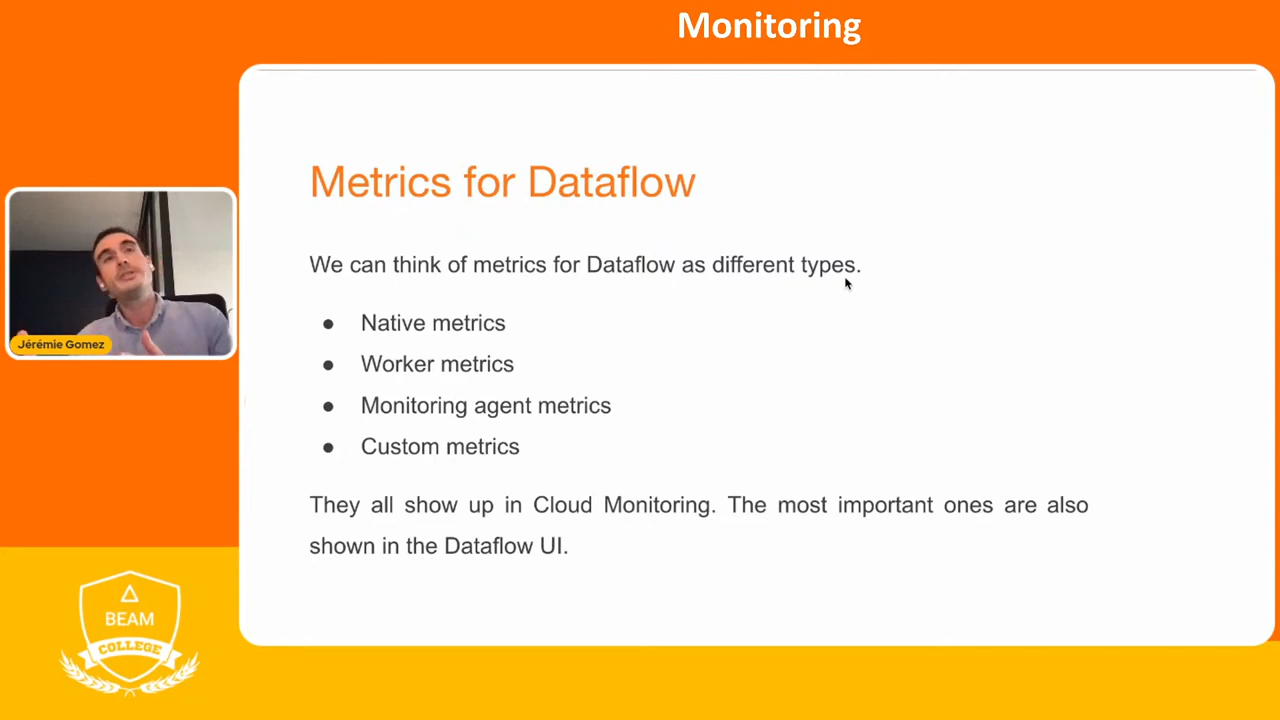 Monitoring
Metrics for Dataflow
We can think of metrics for Dataflow as different types.
● Native metrics
● Worker metrics
● Monitoring agent metrics
● Custom metrics
They all show up in Cloud Monitoring. The most important ones are also
shown in the Dataflow UI.
Jérémie Gomez
BEAM
COLLEGE